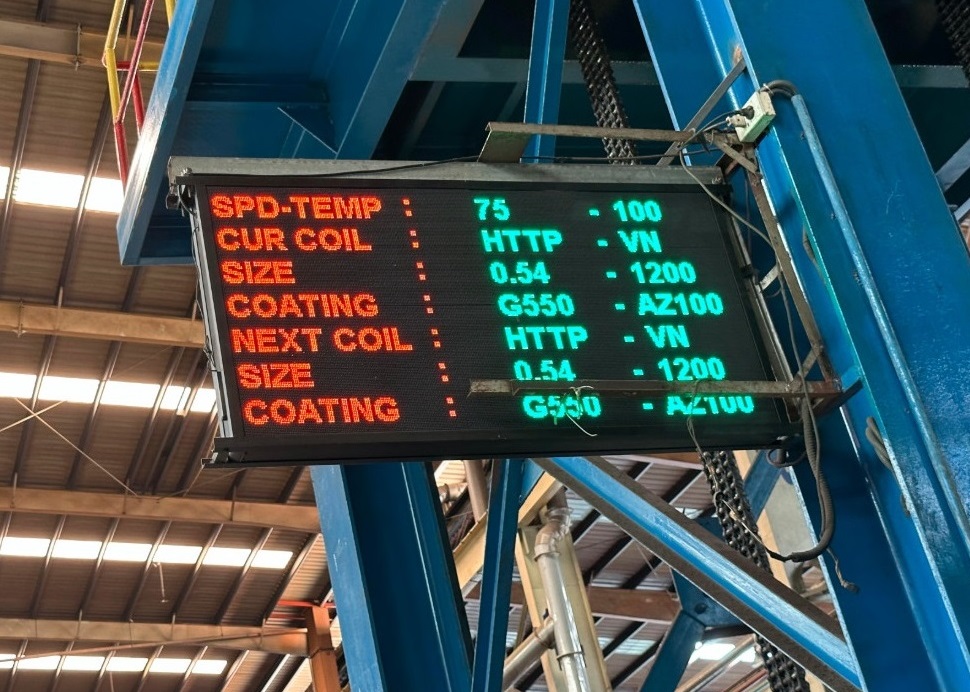 SPD-TEMP : 75 - 100
CUR COIL : HTTP - VN
SIZE : 0.54 - 1200
COATING : G550 - AZ100
NEXT COIL : HTTP - VN
SIZE : 0.54 - 1200
COATING : G550 - AZ100